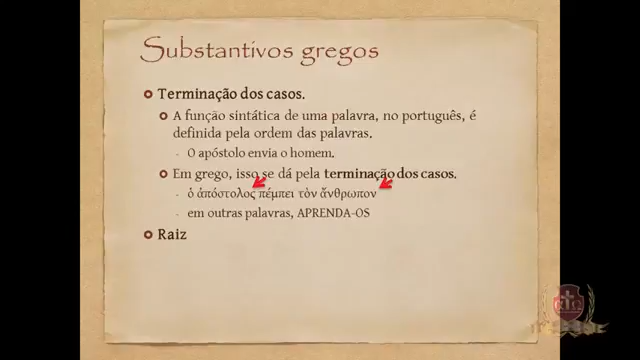 Substantivos gregos
Terminação dos casos.
A função sintática de uma palavra, no português, é
definida pela ordem das palavras.
- O apóstolo envia o homem.
Em grego, isso se dá pela terminação dos casos.
- ὁ ἀπόστολος πέμπει τὸν ἄνθρωπον
- em outras palavras, APRENDA-OS
Raiz